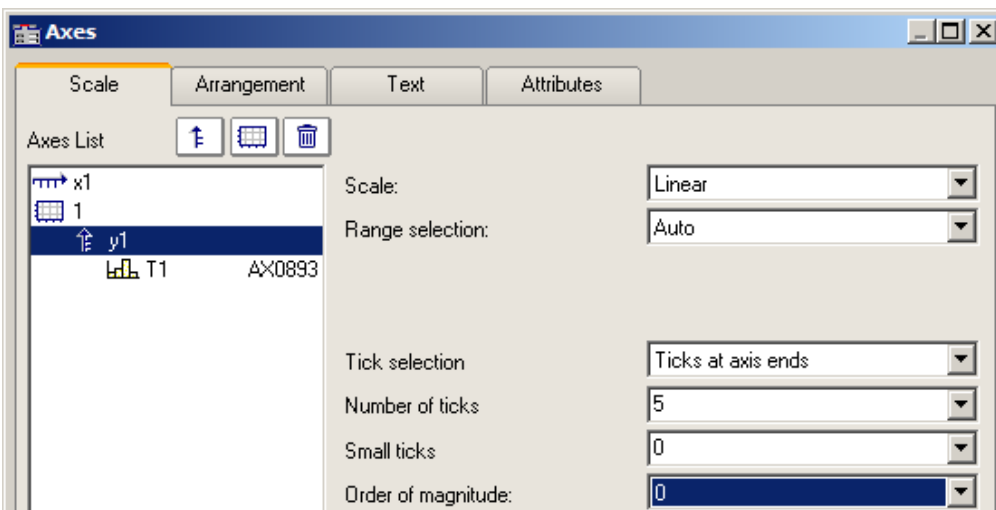 Axes
Scale Arrangement Text Attributes
Axes List
x1
Scale: Linear
1
Range selection: Auto
y1
T1 AX0893
Tick selection Ticks at axis ends
Number of ticks 5
Small ticks 0
Order of magnitude: 0